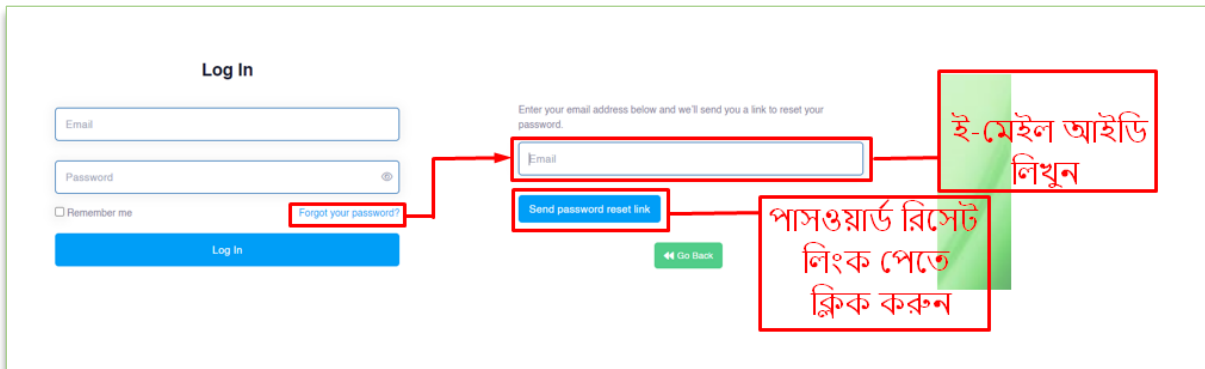 Log In
Email
Password
Remember me
Forgot your password?
Log In
Enter your email address below and we'll send you a link to reset your
password.
Email
Send password reset link
Go Back
ই-মেইল আইডি
লিখুন
পাসওয়ার্ড রিসেট
লিংক পেতে
ক্লিক করুন